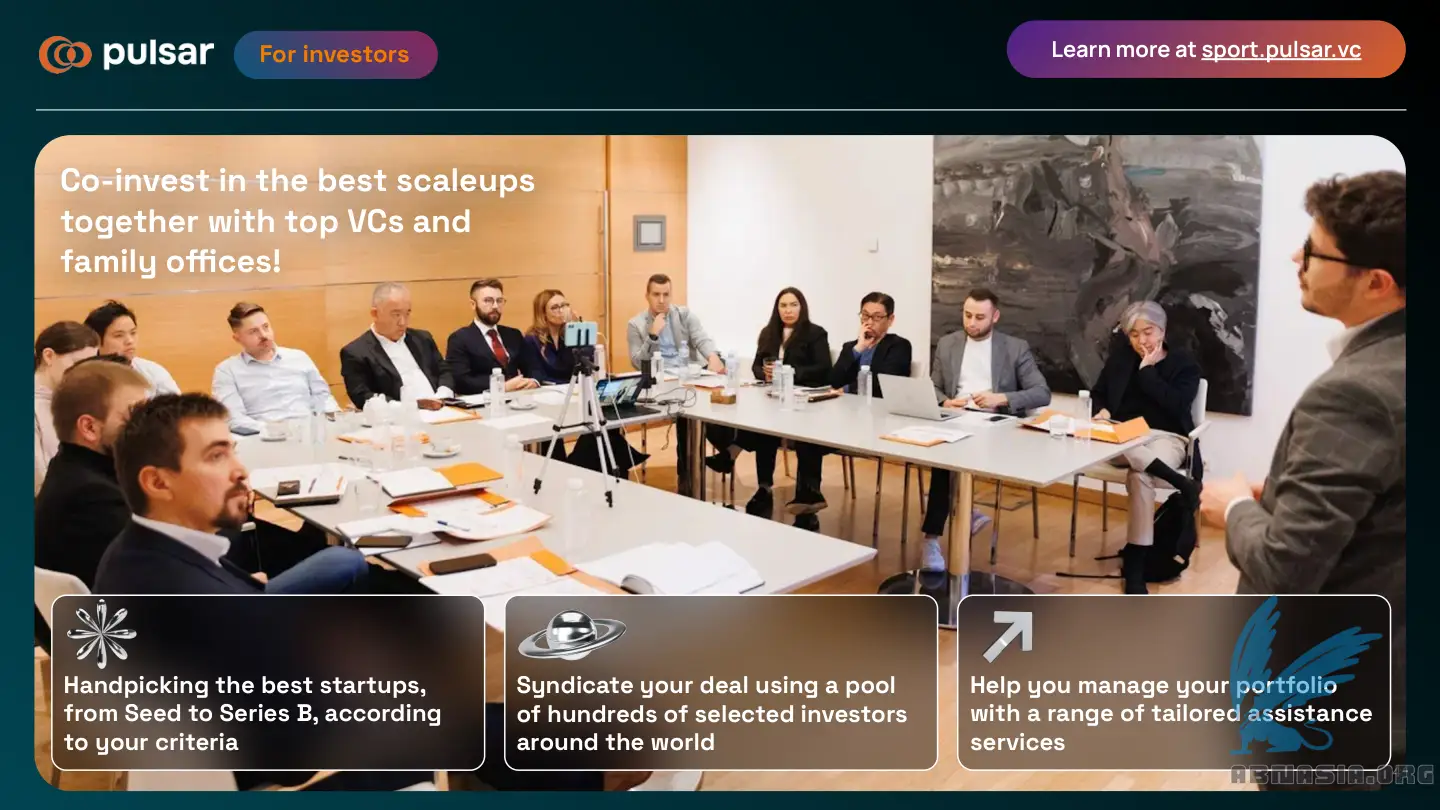 pulsar
For investors
Learn more at sport.pulsar.vc
Co-invest in the best scaleups
together with top VCs and
family offices!
Handpicking the best startups,
from Seed to Series B, according
to your criteria
Syndicate your deal using a pool
of hundreds of selected investors
around the world
Help you manage your portfolio
with a range of tailored assistance
services
ABNASIA.ORG